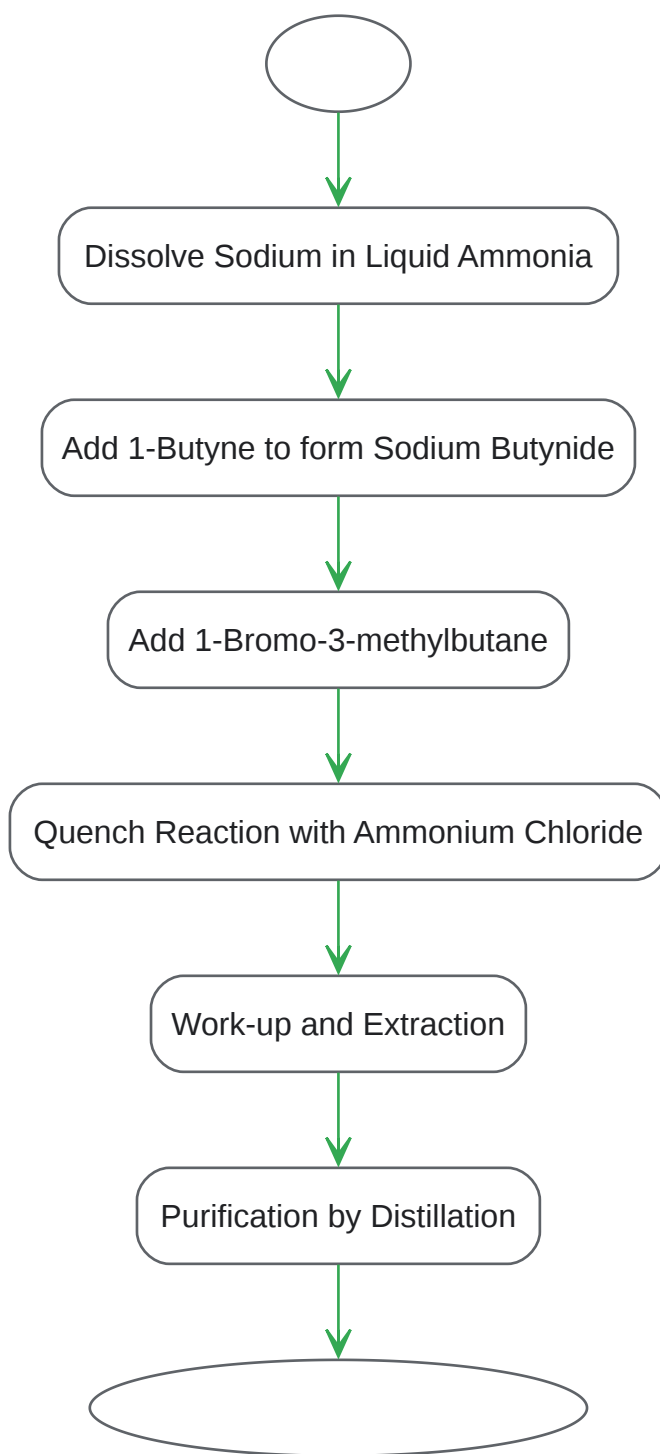 Dissolve Sodium in Liquid Ammonia
Add 1-Butyne to form Sodium Butynide
Add 1-Bromo-3-methylbutane
Quench Reaction with Ammonium Chloride
Work-up and Extraction
Purification by Distillation